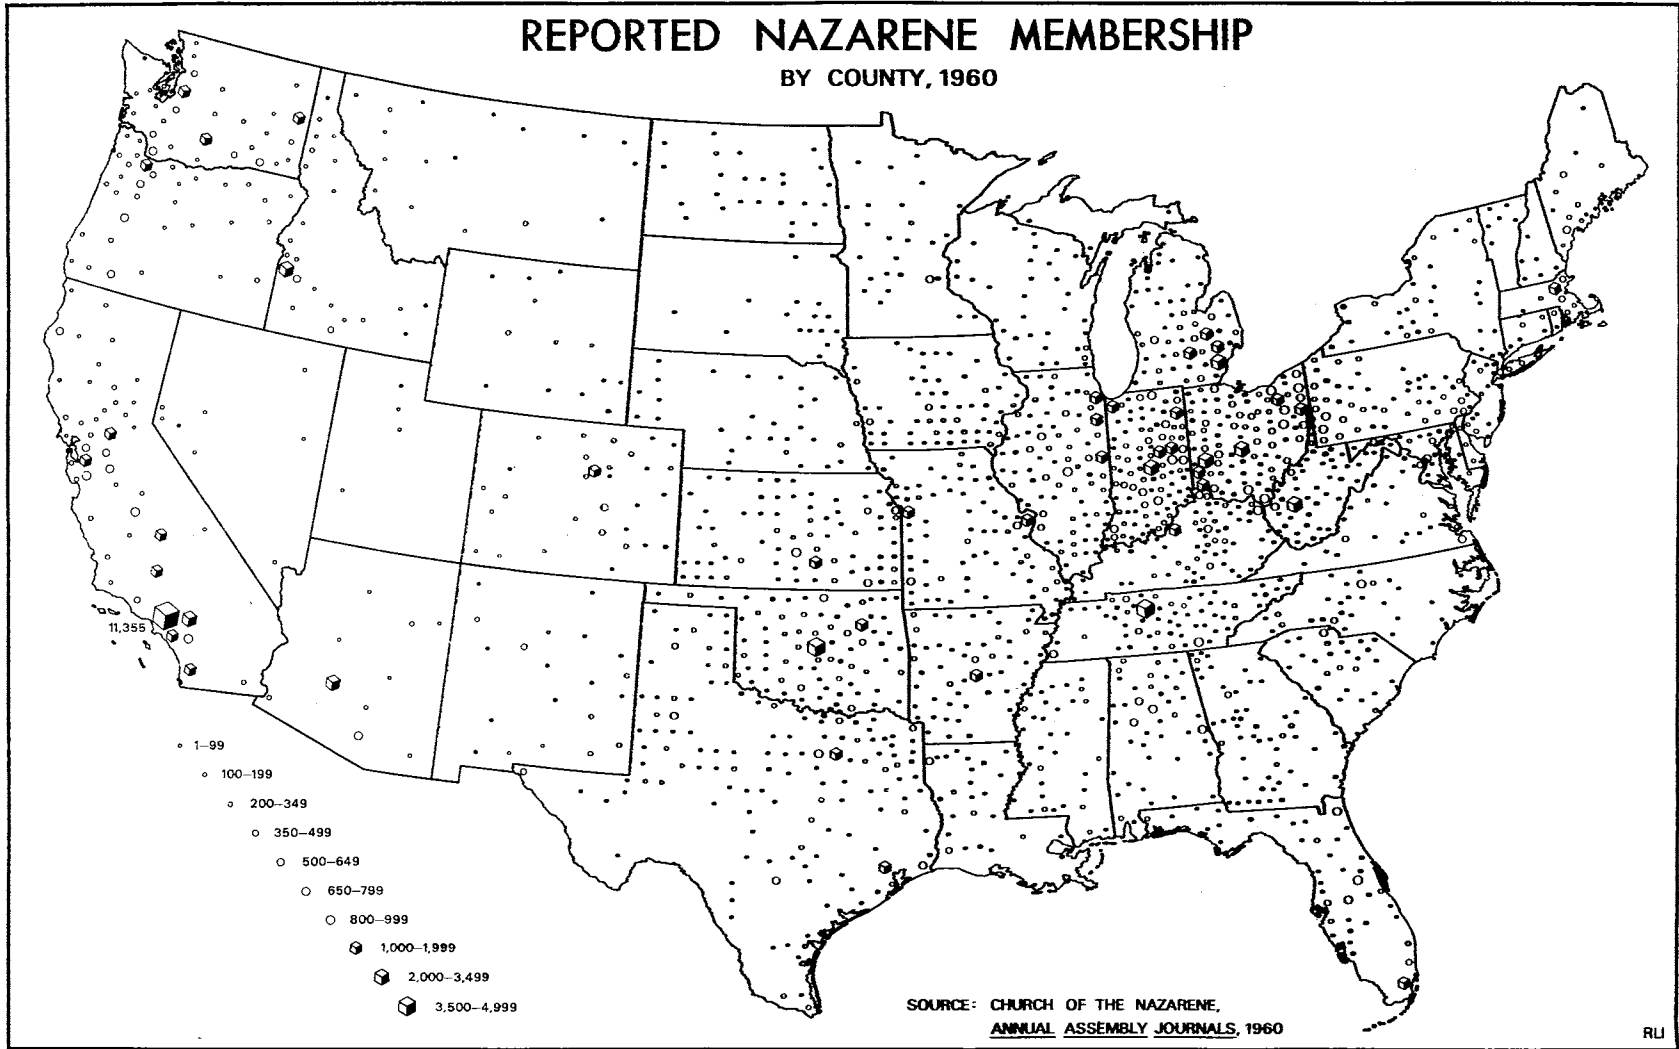 REPORTED NAZARENE MEMBERSHIP
BY COUNTY, 1960
11,355
1—99
100—199
200—349
350—499
500—649
650—799
800—999
1,000—1,999
2,000—3,499
3,500—4,999
SOURCE: CHURCH OF THE NAZARENE,
ANNUAL ASSEMBLY JOURNALS, 1960
RLJ